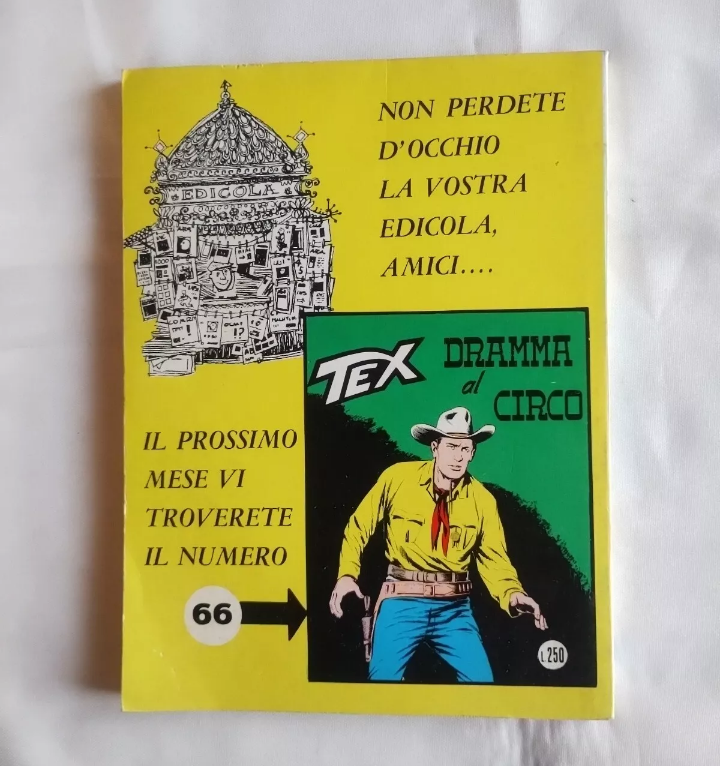 NON PERDETE
D'OCCHIO
LA VOSTRA
EDICOLA,
AMICI....
EDICOLA
TEX
DRAMMA
al
CIRCO
IL PROSSIMO
MESE VI
TROVERETE
IL NUMERO
66
L.250